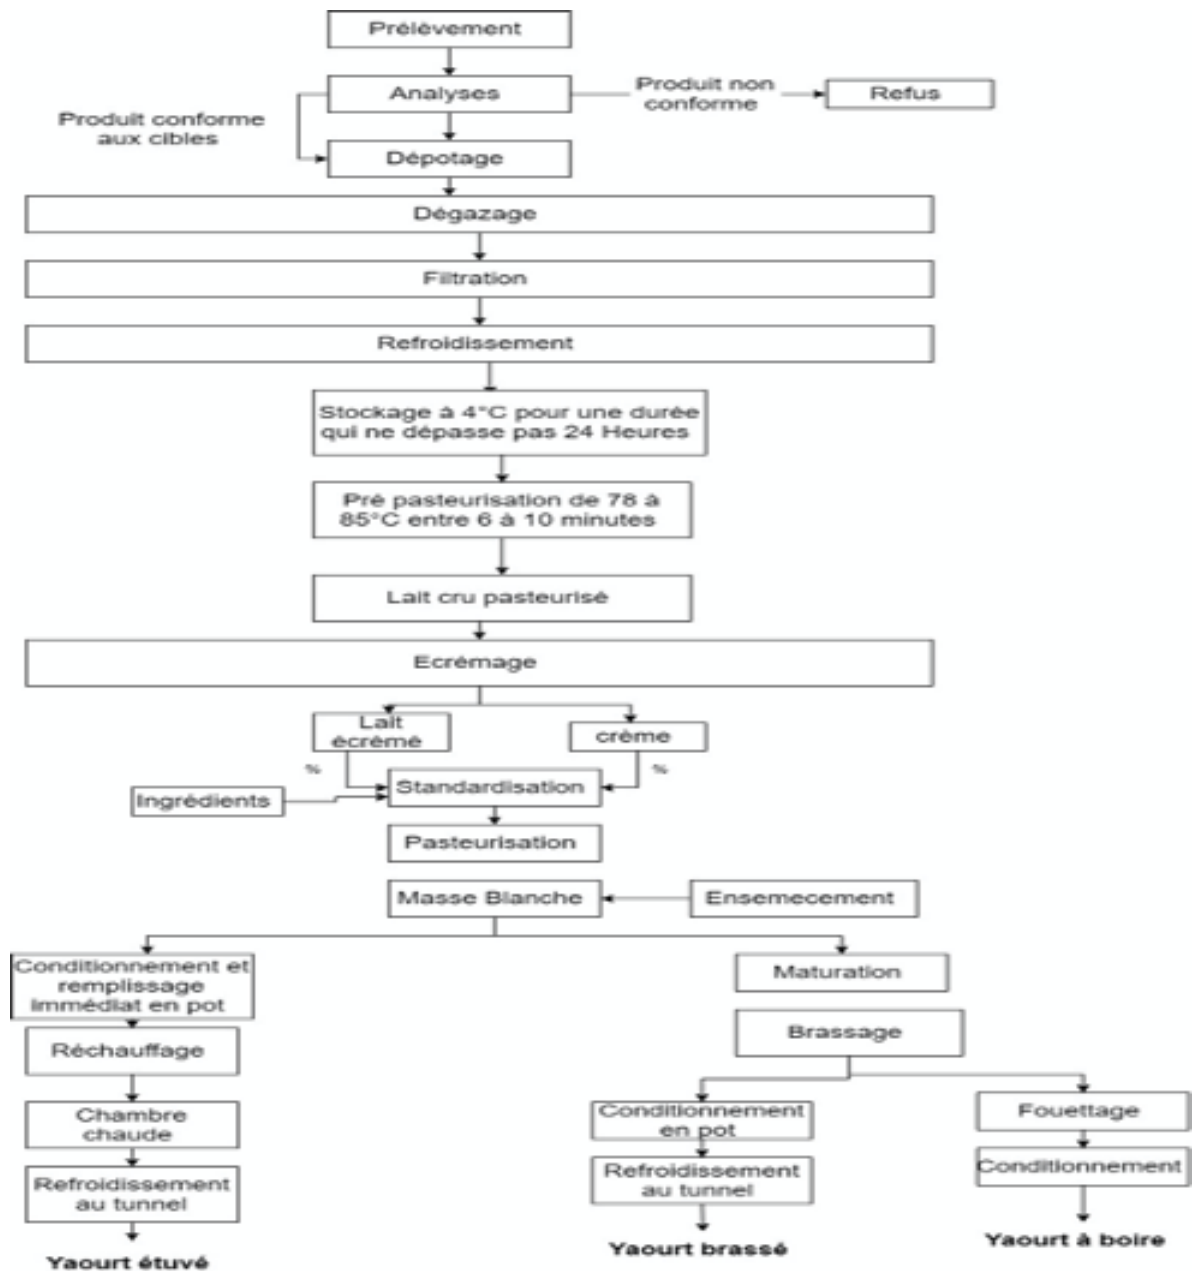 Prélèvement
Analyses
Produit non
conforme
Refus
Produit conforme
aux cibles
Dépotage
Dégazage
Filtration
Refroidissement
Stockage à 4°C pour une durée
qui ne dépasse pas 24 Heures
Pré pasteurisation de 78 à
85°C entre 6 à 10 minutes
Lait cru pasteurisé
Ecrémage
Lait
écrémé
crème
%
%
Standardisation
Ingrédients
Pasteurisation
Masse Blanche
Ensemecement
Conditionnement et
remplissage
immédiat en pot
Maturation
Réchauffage
Brassage
Chambre
chaude
Conditionnement
en pot
Fouettage
Refroidissement
au tunnel
Refroidissement
au tunnel
Conditionnement
Yaourt étuvé
Yaourt brassé
Yaourt à boire